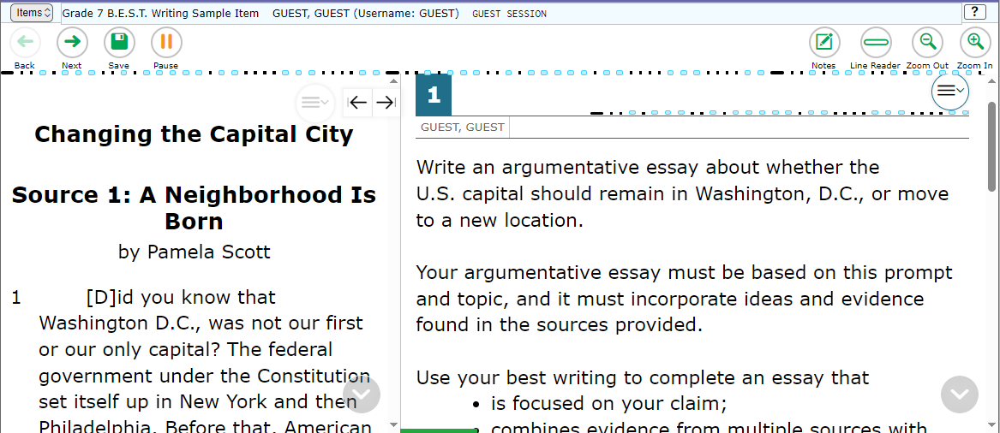 Items
Grade 7 B.E.S.T. Writing Sample Item GUEST, GUEST (Username: GUEST) GUEST SESSION
?
Back Next Save Pause
Notes Line Reader Zoom Out Zoom In
Changing the Capital City
Source 1: A Neighborhood Is
Born
by Pamela Scott
1 [D]id you know that
Washington D.C., was not our first
or our only capital? The federal
government under the Constitution
set itself up in New York and then
Philadelphia. Before that, American
1
GUEST, GUEST
Write an argumentative essay about whether the
U.S. capital should remain in Washington, D.C., or move
to a new location.
Your argumentative essay must be based on this prompt
and topic, and it must incorporate ideas and evidence
found in the sources provided.
Use your best writing to complete an essay that
• is focused on your claim;
• combines evidence from multiple sources with